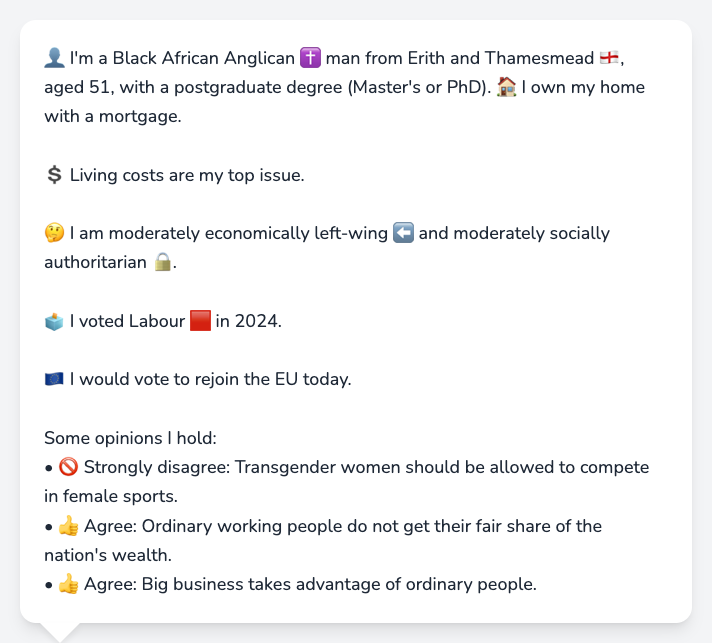 👤 I'm a Black African Anglican ✝️ man from Erith and Thamesmead 🏴󠁧󠁢󠁥󠁮󠁧󠁿,
aged 51, with a postgraduate degree (Master's or PhD). 🏠 I own my home
with a mortgage.
💲 Living costs are my top issue.
🤔 I am moderately economically left-wing ⬅️ and moderately socially
authoritarian 🔒.
🗳️ I voted Labour 🟥 in 2024.
🇪🇺 I would vote to rejoin the EU today.
Some opinions I hold:
• 🚫 Strongly disagree: Transgender women should be allowed to compete
in female sports.
• 👍 Agree: Ordinary working people do not get their fair share of the
nation's wealth.
• 👍 Agree: Big business takes advantage of ordinary people.